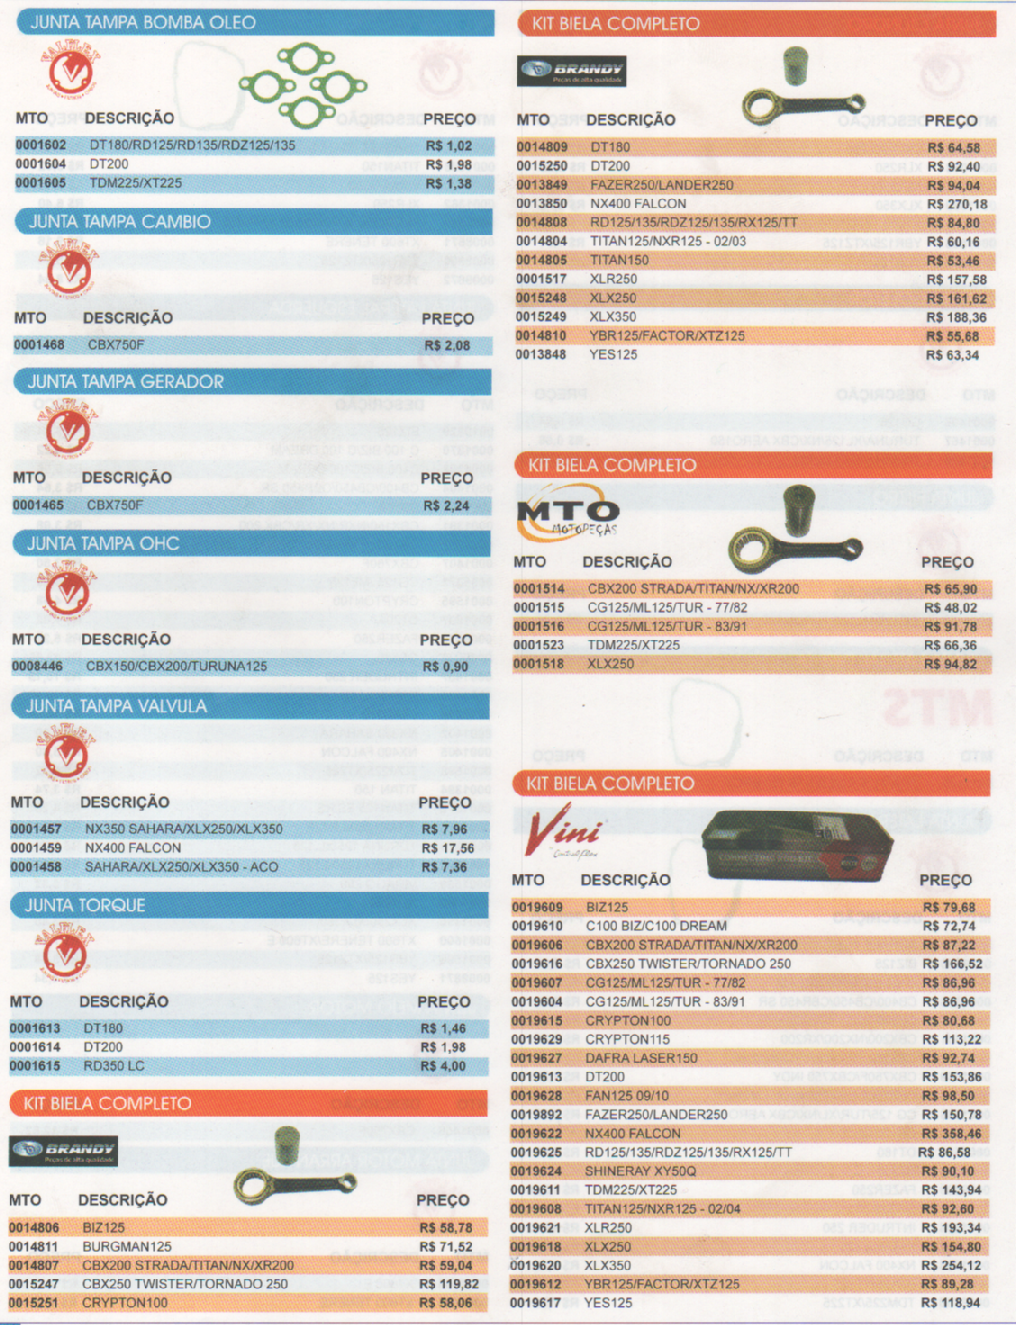 JUNTA TAMPA BOMBA OLEO
VALFLEX
MTO DESCRIÇÃO PREÇO
0001602 DT180/RD125/RD135/RDZ125/135 R$ 1,02
0001604 DT200 R$ 1,98
0001605 TDM225/XT225 R$ 1,38
JUNTA TAMPA CAMBIO
VALFLEX
MTO DESCRIÇÃO PREÇO
0001468 CBX750F R$ 2,08
JUNTA TAMPA GERADOR
VALFLEX
MTO DESCRIÇÃO PREÇO
0001465 CBX750F R$ 2,24
JUNTA TAMPA OHC
VALFLEX
MTO DESCRIÇÃO PREÇO
0008446 CBX150/CBX200/TURUNA125 R$ 0,90
JUNTA TAMPA VALVULA
VALFLEX
MTO DESCRIÇÃO PREÇO
0001457 NX350 SAHARA/XLX250/XLX350 R$ 7,96
0001459 NX400 FALCON R$ 17,56
0001458 SAHARA/XLX250/XLX350 - ACO R$ 7,36
JUNTA TORQUE
VALFLEX
MTO DESCRIÇÃO PREÇO
0001613 DT180 R$ 1,46
0001614 DT200 R$ 1,98
0001615 RD350 LC R$ 4,00
KIT BIELA COMPLETO
BRANDY
Peças de alta qualidade
MTO DESCRIÇÃO PREÇO
0014806 BIZ125 R$ 58,78
0014811 BURGMAN125 R$ 71,52
0014807 CBX200 STRADA/TITAN/NX/XR200 R$ 59,04
0015247 CBX250 TWISTER/TORNADO 250 R$ 119,82
0015251 CRYPTON100 R$ 58,06
KIT BIELA COMPLETO
BRANDY
Peças de alta qualidade
MTO DESCRIÇÃO PREÇO
0014809 DT180 R$ 64,58
0015250 DT200 R$ 92,40
0013849 FAZER250/LANDER250 R$ 94,04
0013850 NX400 FALCON R$ 270,18
0014808 RD125/135/RDZ125/135/RX125/TT R$ 84,80
0014804 TITAN125/NXR125 - 02/03 R$ 60,16
0014805 TITAN150 R$ 53,46
0001517 XLR250 R$ 157,58
0015248 XLX250 R$ 161,62
0015249 XLX350 R$ 188,36
0014810 YBR125/FACTOR/XTZ125 R$ 55,68
0013848 YES125 R$ 63,34
KIT BIELA COMPLETO
MTO
MOTOPEÇAS
MTO DESCRIÇÃO PREÇO
0001514 CBX200 STRADA/TITAN/NX/XR200 R$ 65,90
0001515 CG125/ML125/TUR - 77/82 R$ 48,02
0001516 CG125/ML125/TUR - 83/91 R$ 91,78
0001523 TDM225/XT225 R$ 66,36
0001518 XLX250 R$ 94,82
KIT BIELA COMPLETO
Vini
MTO DESCRIÇÃO PREÇO
0019609 BIZ125 R$ 79,68
0019610 C100 BIZ/C100 DREAM R$ 72,74
0019606 CBX200 STRADA/TITAN/NX/XR200 R$ 87,22
0019616 CBX250 TWISTER/TORNADO 250 R$ 166,52
0019607 CG125/ML125/TUR - 77/82 R$ 86,96
0019604 CG125/ML125/TUR - 83/91 R$ 86,96
0019615 CRYPTON100 R$ 80,68
0019629 CRYPTON115 R$ 113,22
0019627 DAFRA LASER150 R$ 92,74
0019613 DT200 R$ 153,86
0019628 FAN125 09/10 R$ 98,50
0019892 FAZER250/LANDER250 R$ 150,78
0019622 NX400 FALCON R$ 358,46
0019625 RD125/135/RDZ125/135/RX125/TT R$ 86,58
0019624 SHINERAY XY50Q R$ 90,10
0019611 TDM225/XT225 R$ 143,94
0019608 TITAN125/NXR125 - 02/04 R$ 92,60
0019621 XLR250 R$ 193,34
0019618 XLX250 R$ 154,80
0019620 XLX350 R$ 254,12
0019612 YBR125/FACTOR/XTZ125 R$ 89,28
0019617 YES125 R$ 118,94